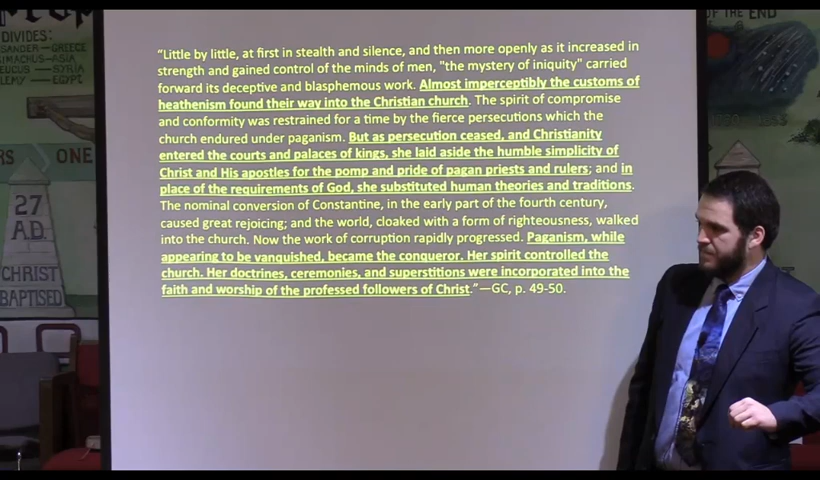 OF THE END
DIVIDES:
SANDER—GREECE
SIMACHUS—ASIA
EUCUS—SYRIA
LEMY—EGYPT
"Little by little, at first in stealth and silence, and then more openly as it increased in
strength and gained control of the minds of men, "the mystery of iniquity" carried
forward its deceptive and blasphemous work. Almost imperceptibly the customs of
heathenism found their way into the Christian church. The spirit of compromise
and conformity was restrained for a time by the fierce persecutions which the
church endured under paganism. But as persecution ceased, and Christianity
entered the courts and palaces of kings, she laid aside the humble simplicity of
Christ and His apostles for the pomp and pride of pagan priests and rulers; and in
place of the requirements of God, she substituted human theories and traditions.
The nominal conversion of Constantine, in the early part of the fourth century,
caused great rejoicing; and the world, cloaked with a form of righteousness, walked
into the church. Now the work of corruption rapidly progressed. Paganism, while
appearing to be vanquished, became the conqueror. Her spirit controlled the
church. Her doctrines, ceremonies, and superstitions were incorporated into the
faith and worship of the professed followers of Christ."—GC, p. 49-50.
RS ONE
27
A.D.
CHRIST
BAPTISED